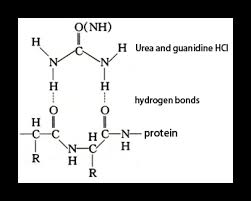 O(NH)
H C H Urea and guanidine HCl
N N
H H
hydrogen bonds
O O
H H
C C C C N protein
N H
R H R